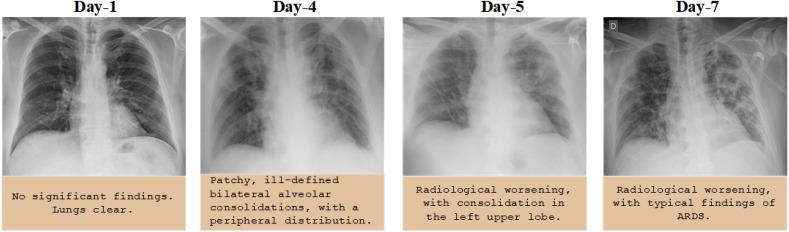 Day-1
Day-4
Day-5
Day-7
D
No significant findings.
Lungs clear.
Patchy, ill-defined
bilateral alveolar
consolidations, with a
peripheral distribution.
Radiological worsening,
with consolidation in
the left upper lobe.
Radiological worsening,
with typical findings of
ARDS.